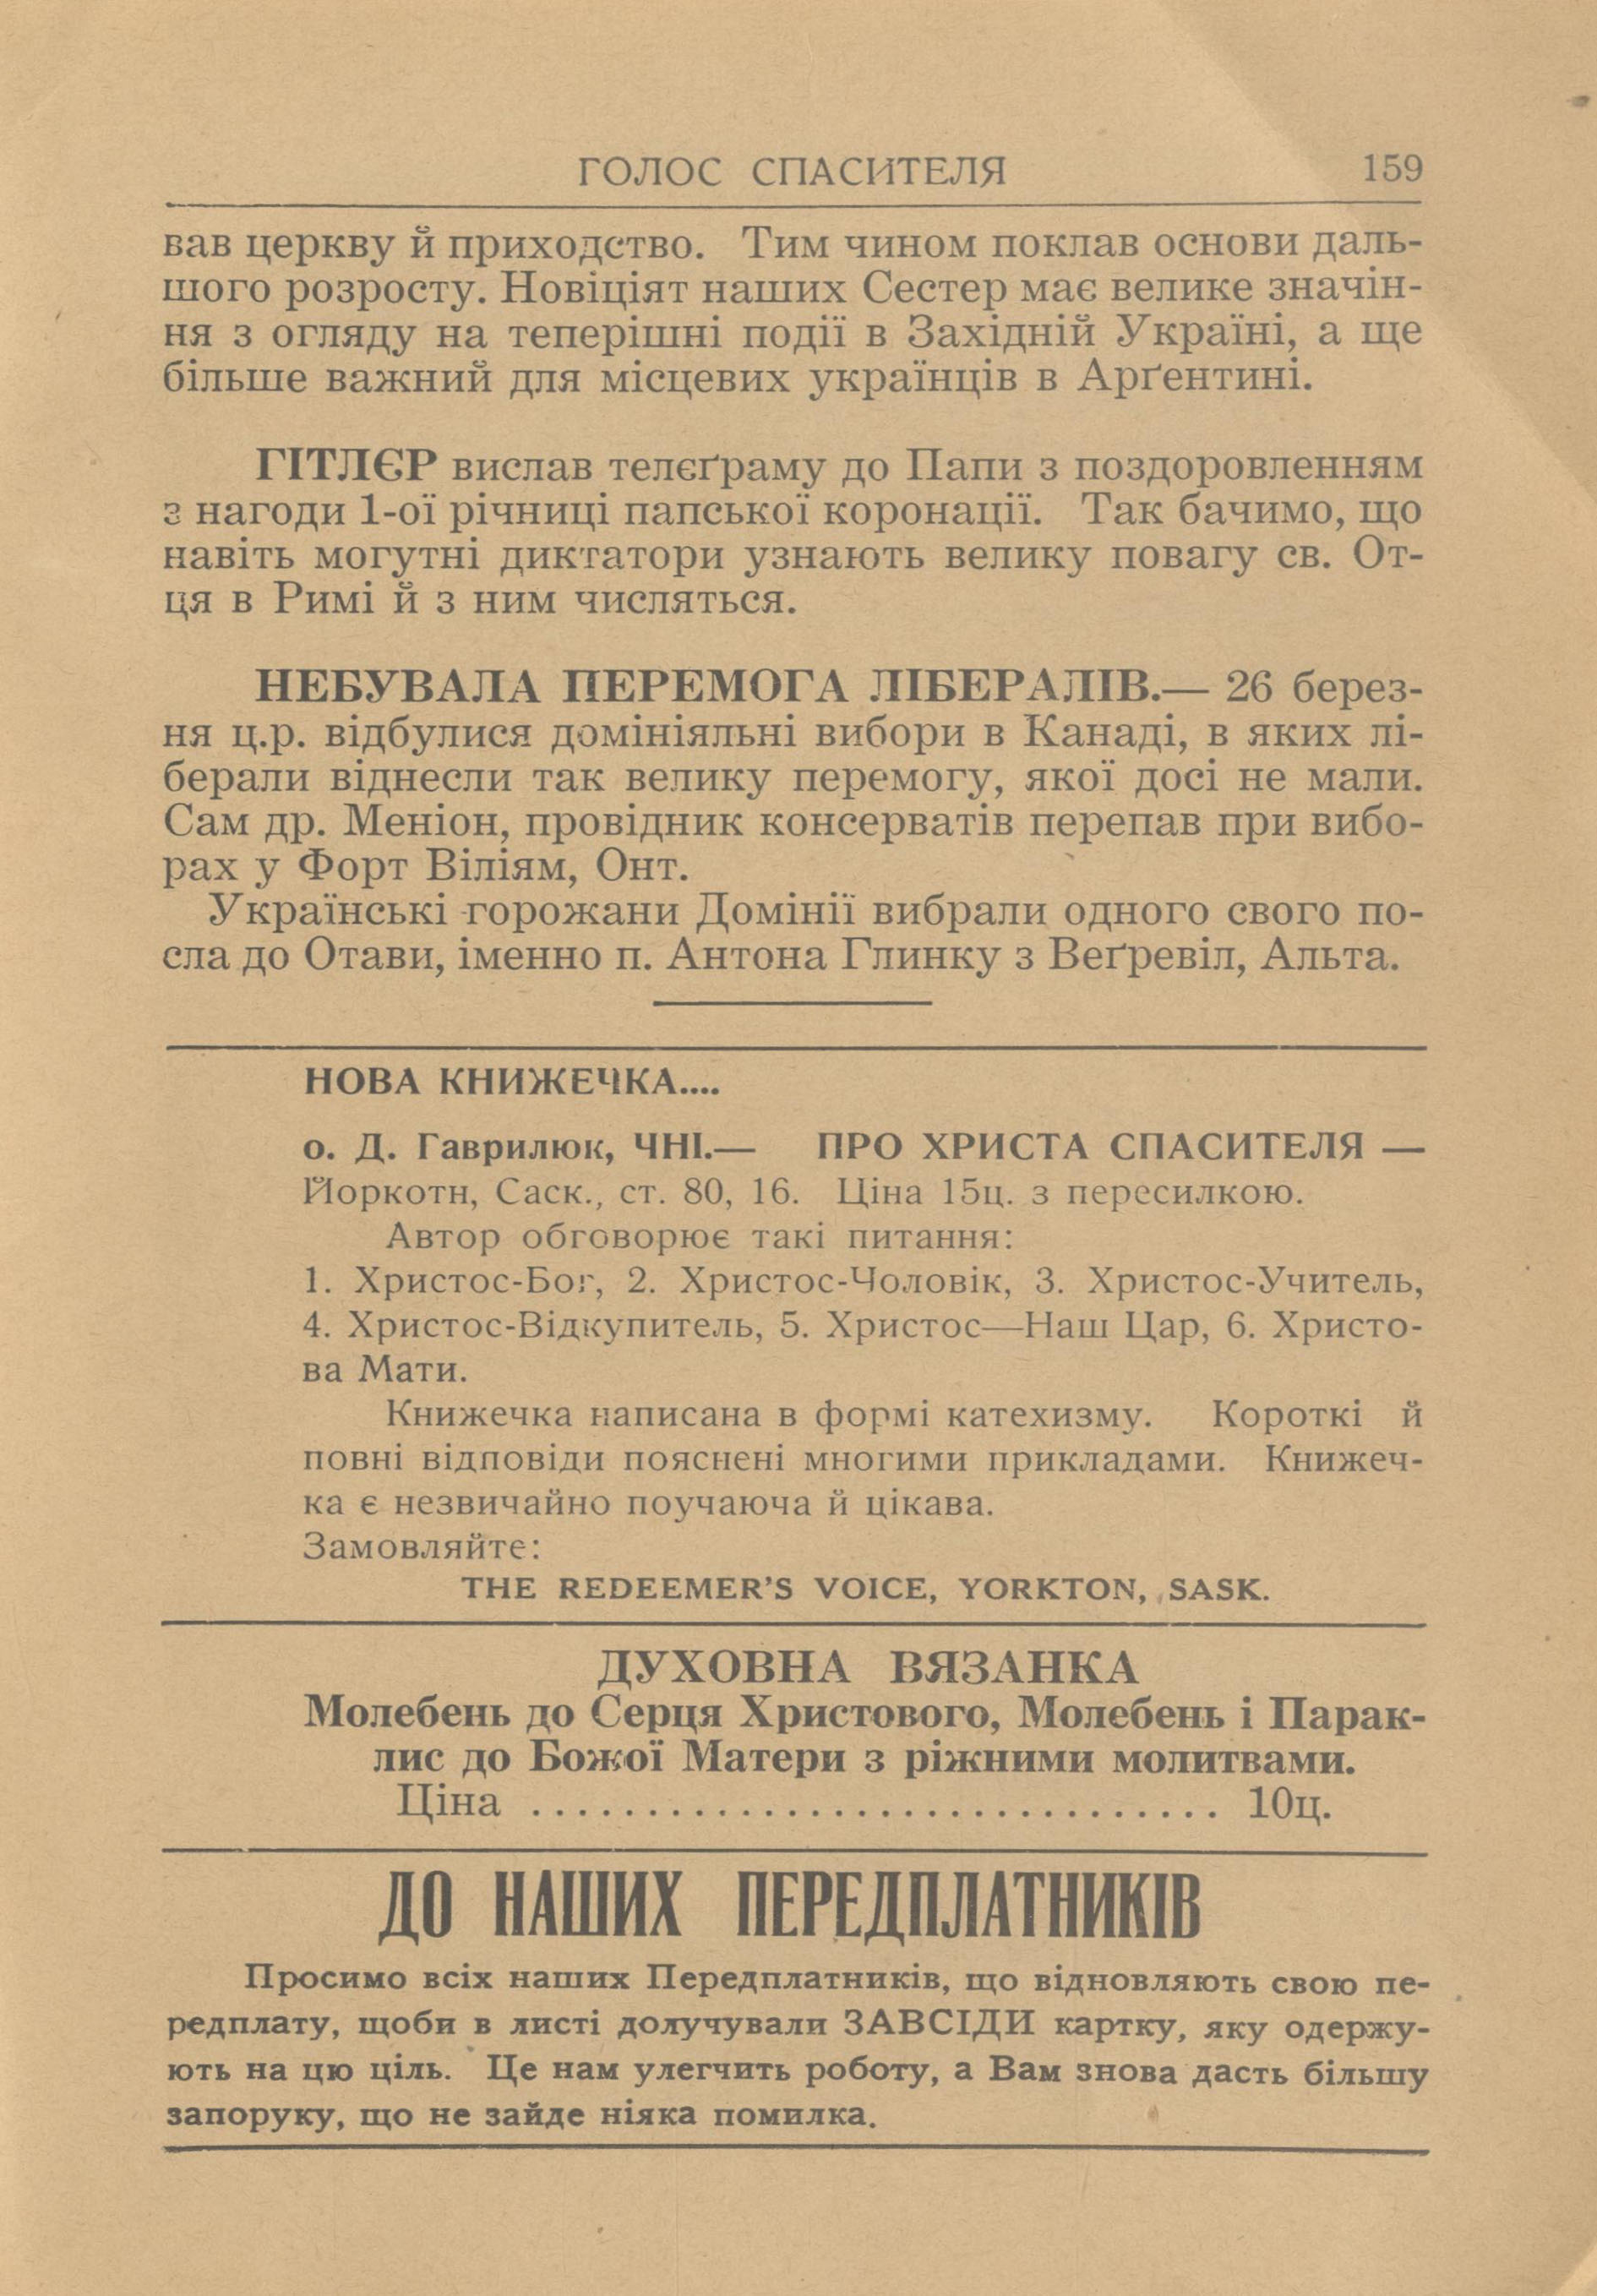 ГОЛОС СПАСИТЕЛЯ 159
вав церкву й приходство. Тим чином поклав основи даль-
шого розросту. Новіціят наших Сестер має велике значін-
ня з огляду на теперішні події в Західній Україні, а ще
більше важний для місцевих українців в Арґентині.
ГІТЛЄР вислав телєґраму до Папи з поздоровленням
з нагоди 1-ої річниці папської коронації. Так бачимо, що
навіть могутні диктатори узнають велику повагу св. От-
ця в Римі й з ним числяться.
НЕБУВАЛА ПЕРЕМОГА ЛІБЕРАЛІВ.— 26 берез-
ня ц.р. відбулися домініяльні вибори в Канаді, в яких лі-
берали віднесли так велику перемогу, якої досі не мали.
Сам др. Меніон, провідник консерватів перепав при вибо-
рах у Форт Віліям, Онт.
Українські горожани Домінії вибрали одного свого по-
сла до Отави, іменно п. Антона Глинку з Веґревіл, Альта.
НОВА КНИЖЕЧКА....
о. Д. Гаврилюк, ЧНІ.— ПРО ХРИСТА СПАСИТЕЛЯ —
Йоркотн, Саск., ст. 80, 16. Ціна 15ц. з пересилкою.
Автор обговорює такі питання:
1. Христос-Бог, 2. Христос-Чоловік, 3. Христос-Учитель,
4. Христос-Відкупитель, 5. Христос—Наш Цар, 6. Христо-
ва Мати.
Книжечка написана в формі катехизму. Короткі й
повні відповіди пояснені многими прикладами. Книжеч-
ка є незвичайно поучаюча й цікава.
Замовляйте:
THE REDEEMER'S VOICE, YORKTON, SASK.
ДУХОВНА ВЯЗАНКА
Молебень до Серця Христового, Молебень і Парак-
лис до Божої Матери з ріжними молитвами.
Ціна .............................. 10ц.
ДО НАШИХ ПЕРЕДПЛАТНИКІВ
Просимо всіх наших Передплатників, що відновляють свою пе-
редплату, щоби в листі долучували ЗАВСІДИ картку, яку одержу-
ють на цю ціль. Це нам улегчить роботу, а Вам знова дасть більшу
запоруку, що не зайде ніяка помилка.